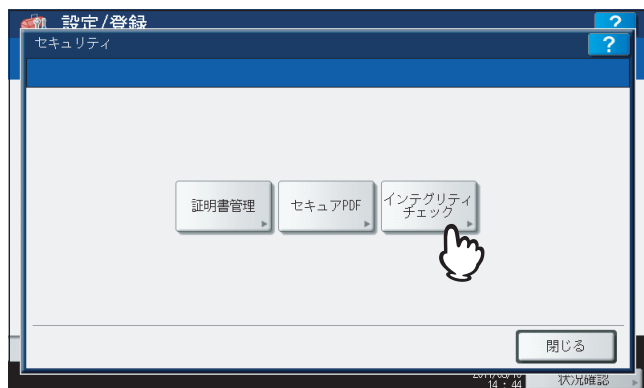 設定/登録
?
セキュリティ
?
証明書管理
セキュアPDF
インテグリティ
チェック
閉じる
14 : 44
状況確認